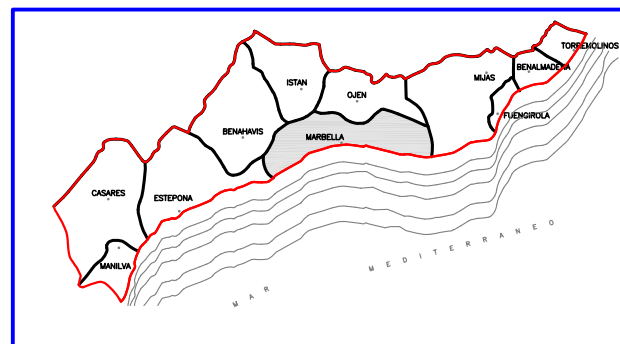 TORREMOLINOS
BENALMADENA
MIJAS
ISTAN
OJEN
FUENGIROLA
BENAHAVIS
MARBELLA
CASARES
ESTEPONA
MANILVA
MAR MEDITERRANEO